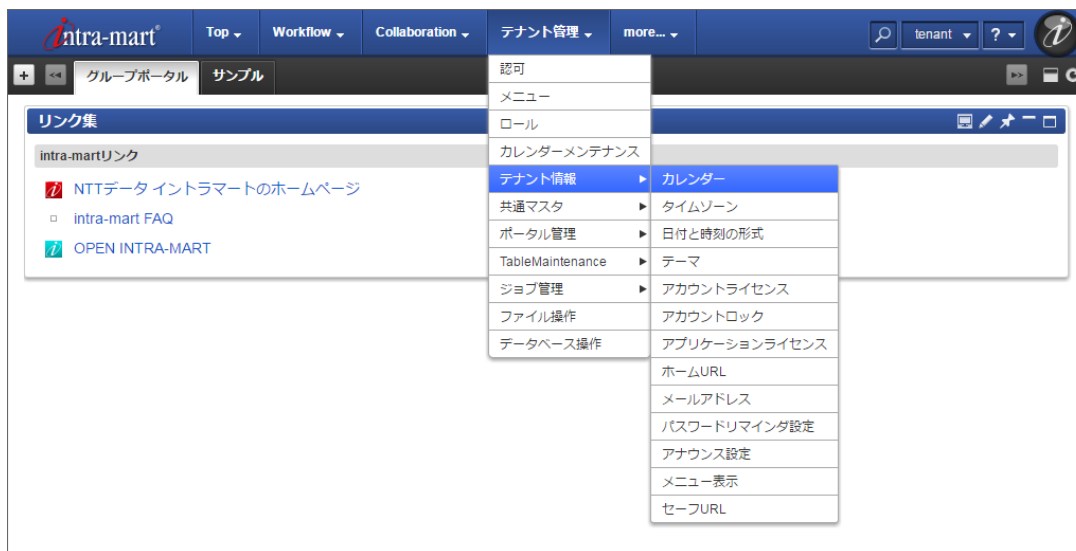 intra-mart®
Top
Workflow
Collaboration
テナント管理
more...
tenant
?
グループポータル
サンプル
リンク集
intra-martリンク
NTTデータ イントラマートのホームページ
intra-mart FAQ
OPEN INTRA-MART
認可
メニュー
ロール
カレンダーメンテナンス
テナント情報
共通マスタ
ポータル管理
TableMaintenance
ジョブ管理
ファイル操作
データベース操作
カレンダー
タイムゾーン
日付と時刻の形式
テーマ
アカウントライセンス
アカウントロック
アプリケーションライセンス
ホームURL
メールアドレス
パスワードリマインダ設定
アナウンス設定
メニュー表示
セーフURL